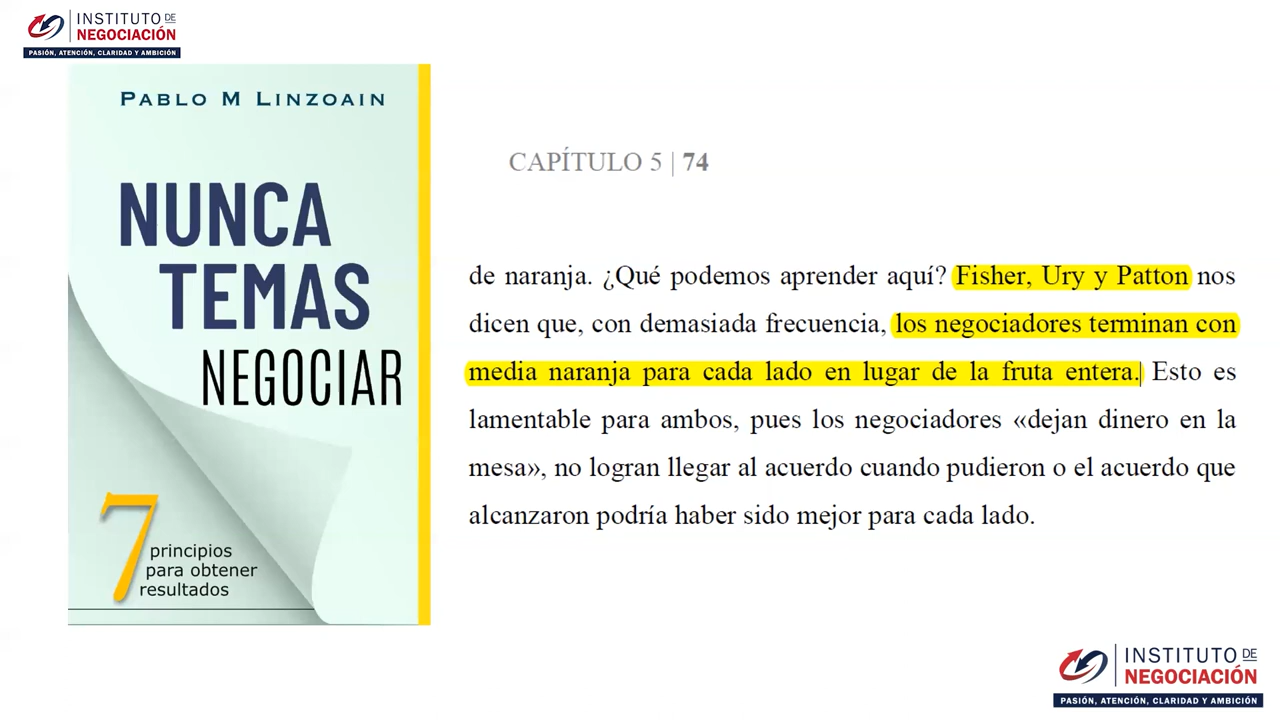 INSTITUTO DE
NEGOCIACIÓN
PASIÓN, ATENCIÓN, CLARIDAD Y AMBICIÓN
PABLO M LINZOAIN
NUNCA
TEMAS
NEGOCIAR
7
principios
para obtener
resultados
CAPÍTULO 5 | 74
de naranja. ¿Qué podemos aprender aquí? Fisher, Ury y Patton nos
dicen que, con demasiada frecuencia, los negociadores terminan con
media naranja para cada lado en lugar de la fruta entera. Esto es
lamentable para ambos, pues los negociadores «dejan dinero en la
mesa», no logran llegar al acuerdo cuando pudieron o el acuerdo que
alcanzaron podría haber sido mejor para cada lado.
INSTITUTO DE
NEGOCIACIÓN
PASIÓN, ATENCIÓN, CLARIDAD Y AMBICIÓN